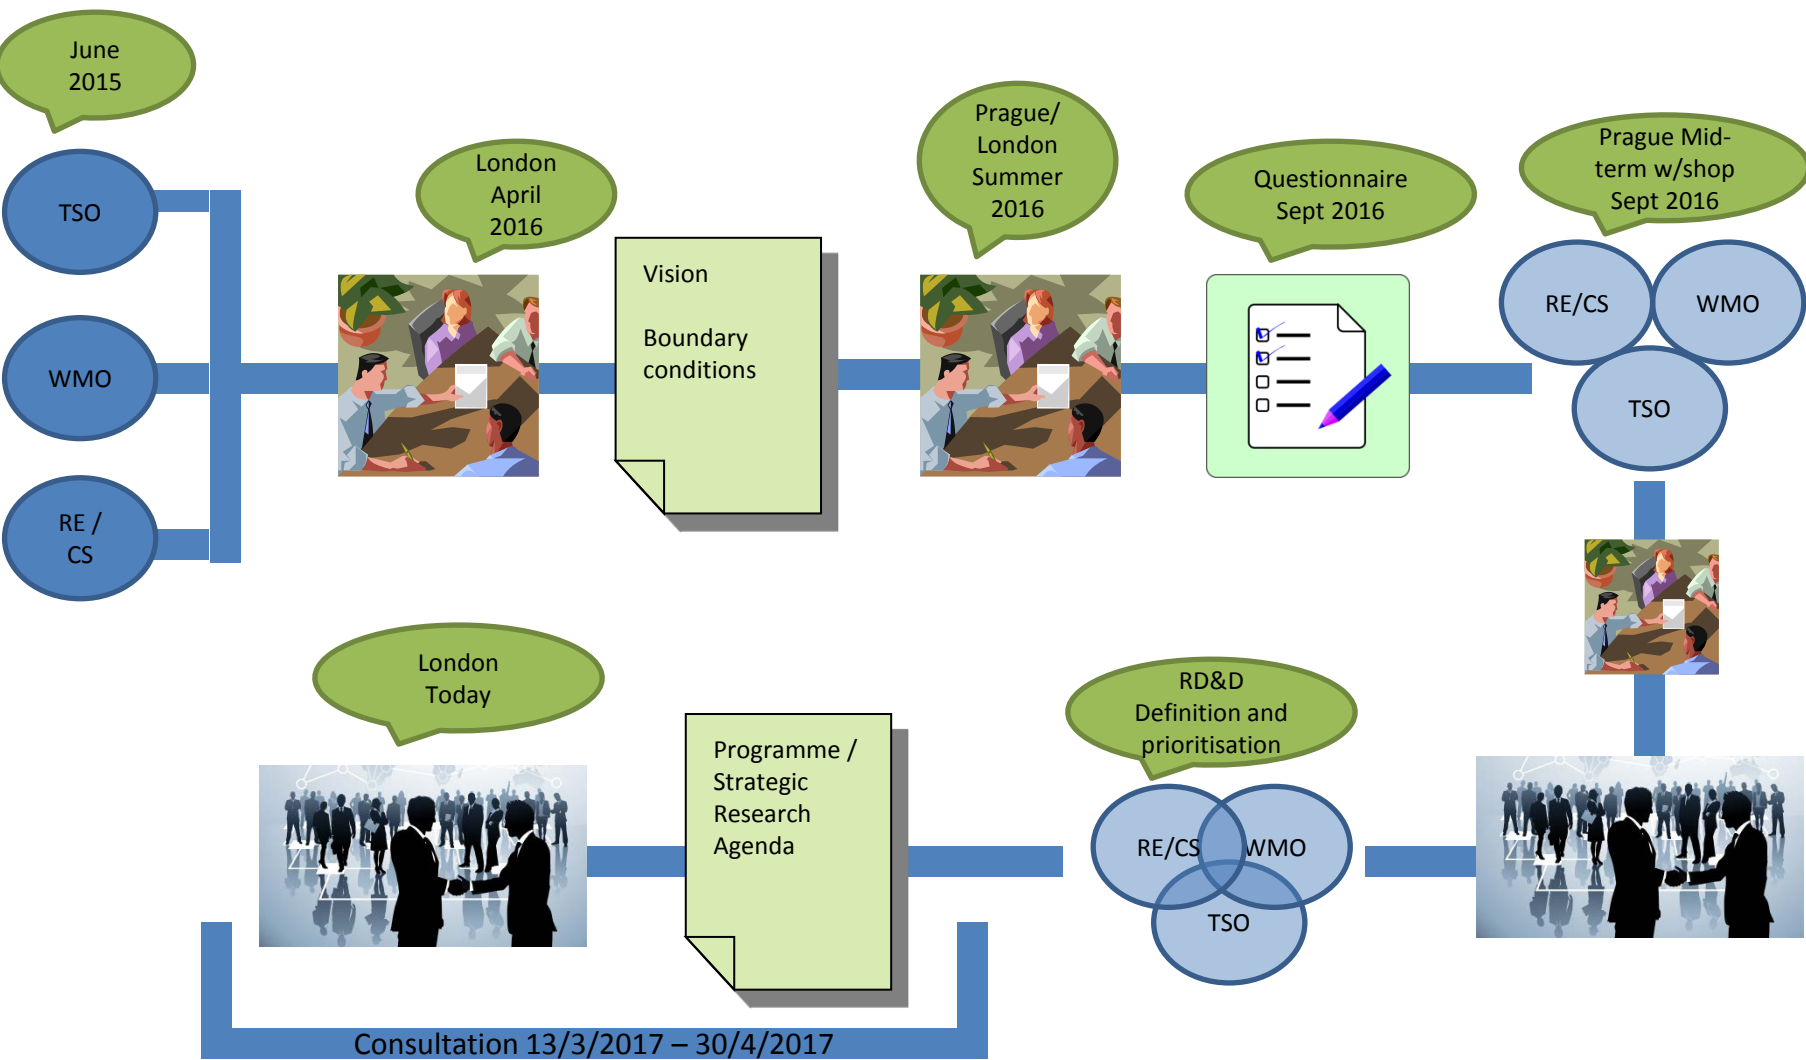 June
2015
TSO
WMO
RE /
CS
London
April
2016
Vision
Boundary
conditions
Prague/
London
Summer
2016
Questionnaire
Sept 2016
Prague Mid-
term w/shop
Sept 2016
RE/CS
WMO
TSO
RD&D
Definition and
prioritisation
RE/CS
WMO
TSO
Programme /
Strategic
Research
Agenda
London
Today
Consultation 13/3/2017 – 30/4/2017